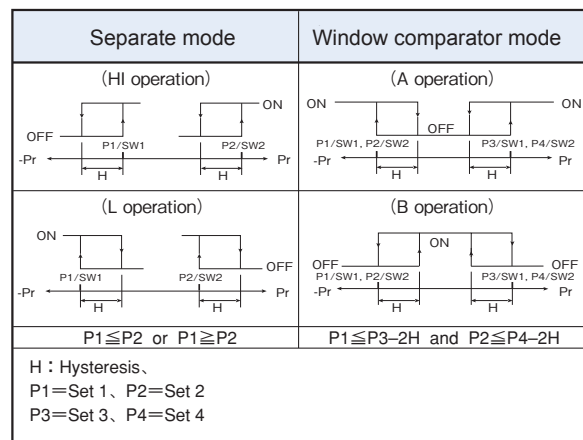 Separate mode
Window comparator mode
(HI operation)
ON
OFF
P1/SW1
P2/SW2
-Pr
Pr
H
H
(A operation)
ON
ON
OFF
P1/SW1, P2/SW2
P3/SW1, P4/SW2
-Pr
Pr
H
H
(L operation)
ON
P1/SW1
P2/SW2
OFF
-Pr
Pr
H
H
(B operation)
ON
OFF
OFF
P1/SW1, P2/SW2
P3/SW1, P4/SW2
-Pr
Pr
H
H
P1≦P2 or P1≧P2
P1≦P3–2H and P2≦P4–2H
H：Hysteresis、
P1＝Set 1、P2＝Set 2
P3＝Set 3、P4＝Set 4